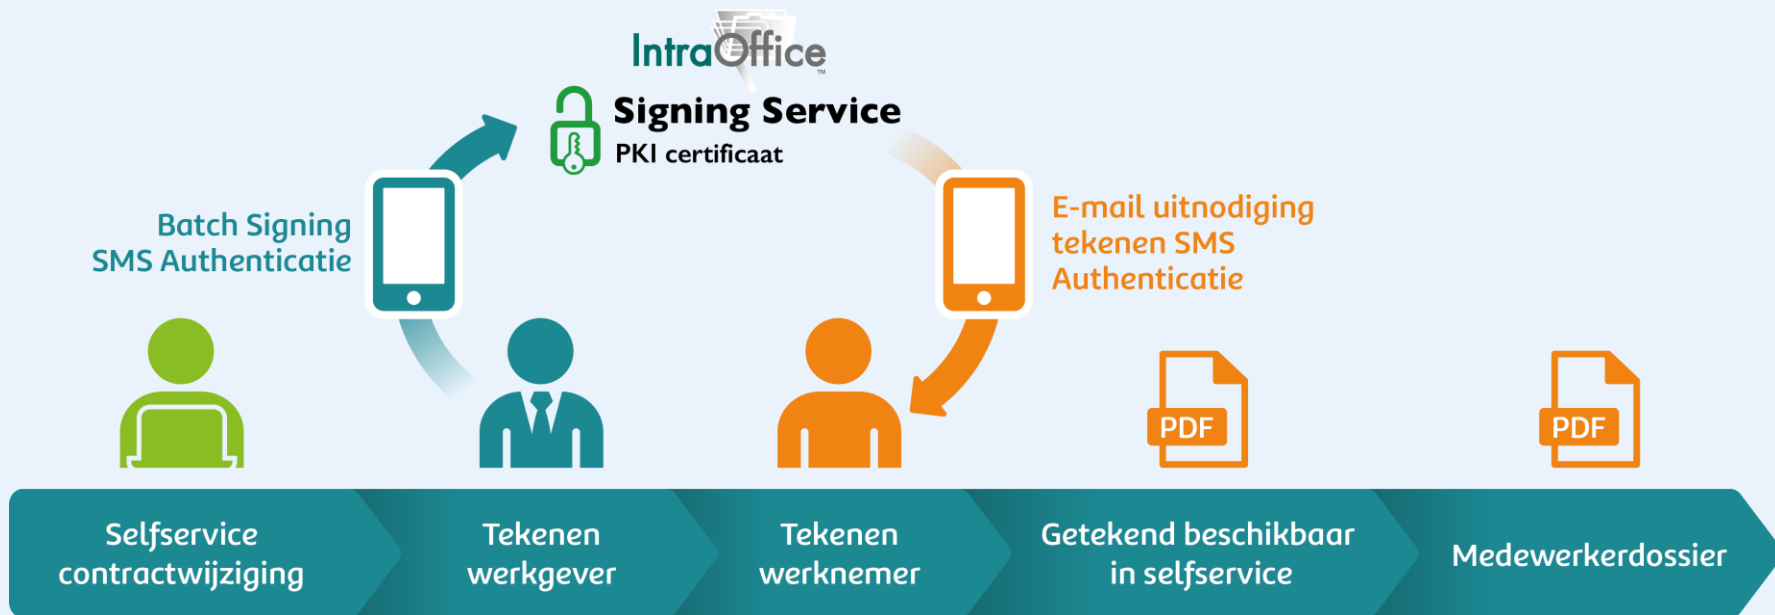 IntraOffice™
Signing Service
PKI certificaat
Batch Signing
SMS Authenticatie
E-mail uitnodiging
tekenen SMS
Authenticatie
PDF
PDF
Selfservice
contractwijziging
Tekenen
werkgever
Tekenen
werknemer
Getekend beschikbaar
in selfservice
Medewerkerdossier